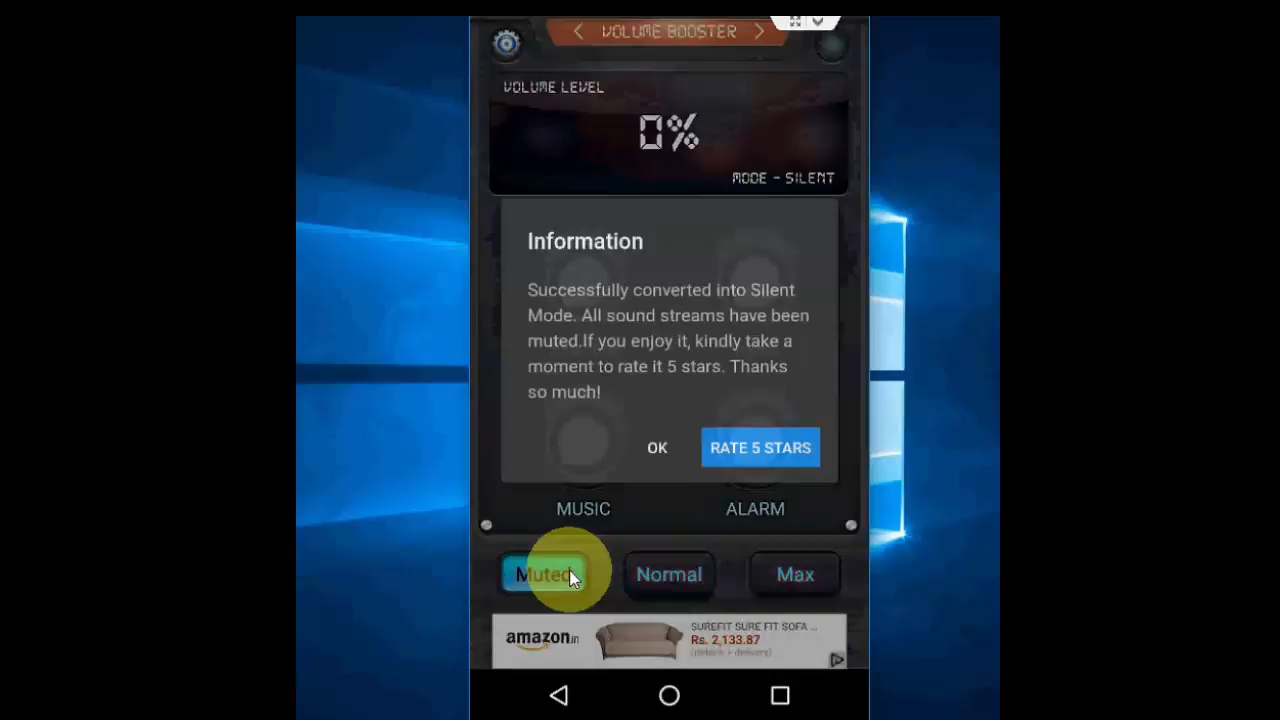 VOLUME BOOSTER
VOLUME LEVEL
0%
MODE - SILENT
Information
Successfully converted into Silent
Mode. All sound streams have been
muted.If you enjoy it, kindly take a
moment to rate it 5 stars. Thanks
so much!
OK
RATE 5 STARS
MUSIC
ALARM
Muted
Normal
Max
amazon.in
SUREFIT SURE FIT SOFA ...
Rs. 2,133.87
(details + delivery)